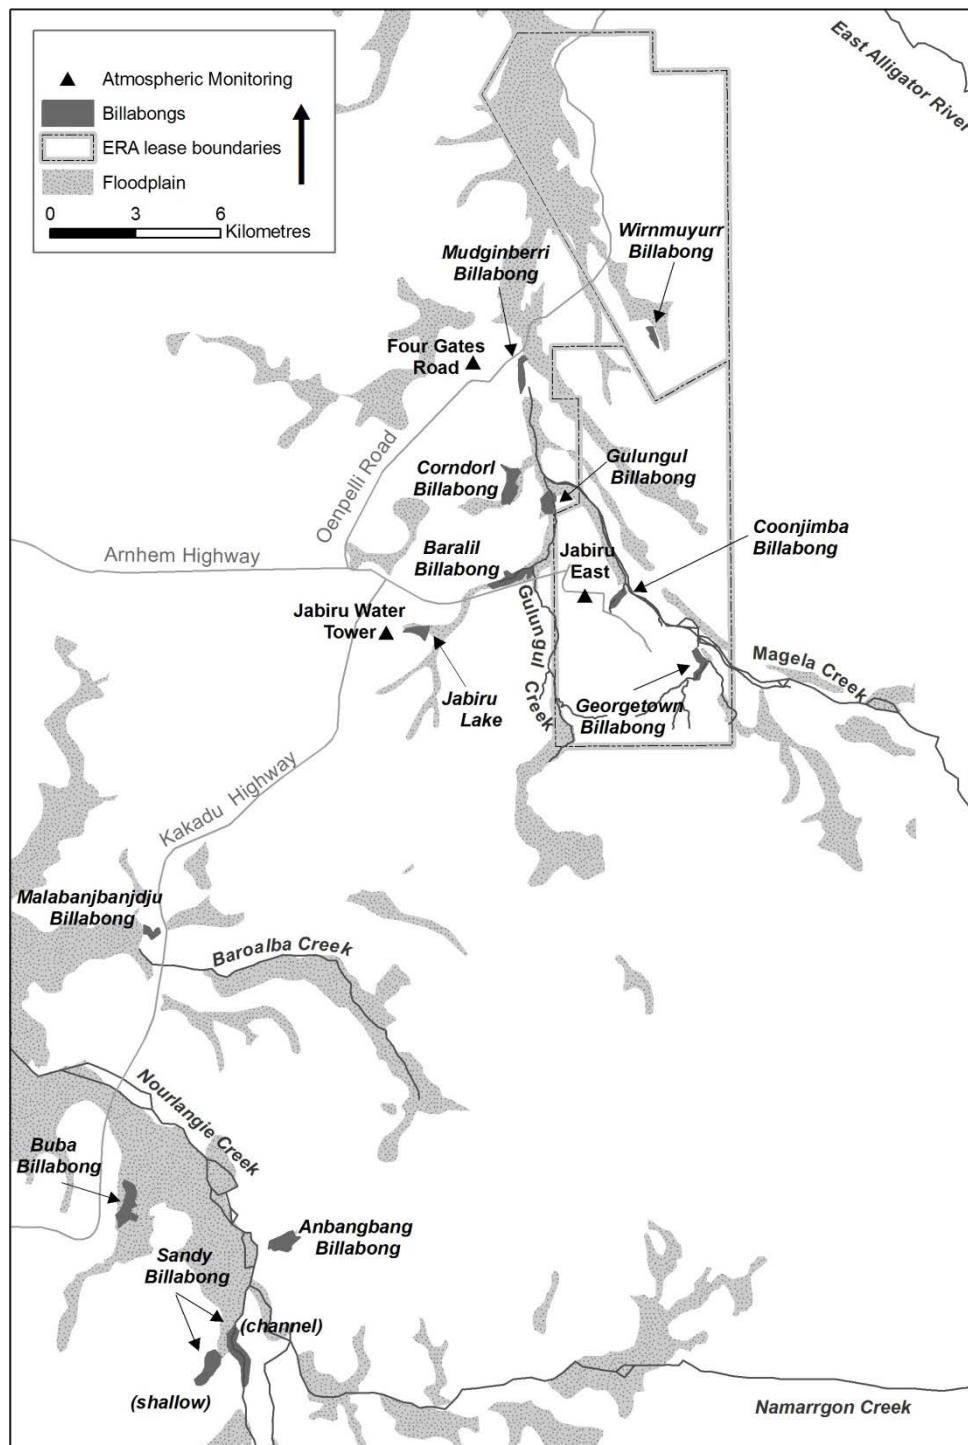 East Alligator River
Atmospheric Monitoring
Billabongs
ERA lease boundaries
Floodplain
0 3 6
Kilometres
Wirnmuyurr
Billabong
Mudginberri
Billabong
Four Gates
Road
Oenpelli Road
Corndorl
Billabong
Gulungul
Billabong
Coonjimba
Billabong
Arnhem Highway
Baralil
Billabong
Jabiru
East
Jabiru Water
Tower
Gulungul Creek
Magela Creek
Jabiru
Lake
Georgetown
Billabong
Kakadu Highway
Malabanjbanjdju
Billabong
Baroalba Creek
Nourlangie Creek
Buba
Billabong
Anbangbang
Billabong
Sandy
Billabong
(channel)
(shallow)
Namarrgon Creek